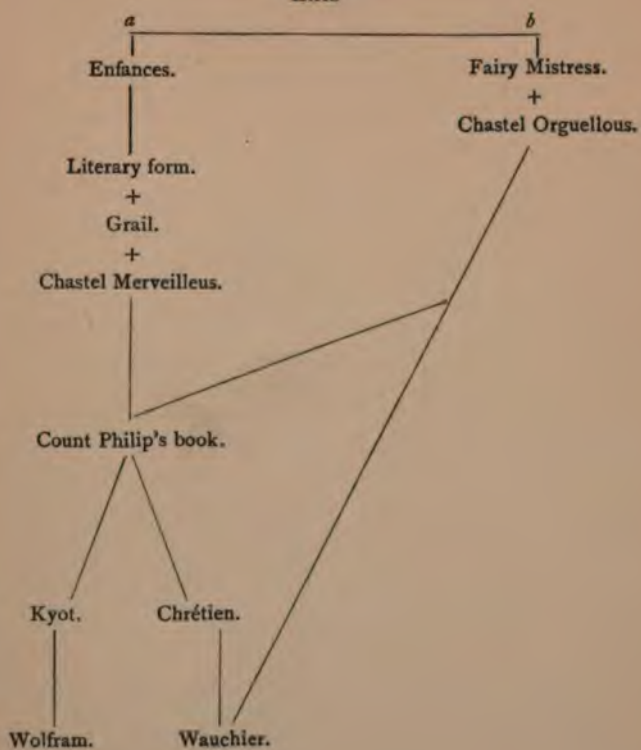 a b
Enfances. Fairy Mistress.
+
Chastel Orguellous.
Literary form.
+
Grail.
+
Chastel Merveilleus.
Count Philip's book.
Kyot. Chrétien.
Wolfram. Wauchier.